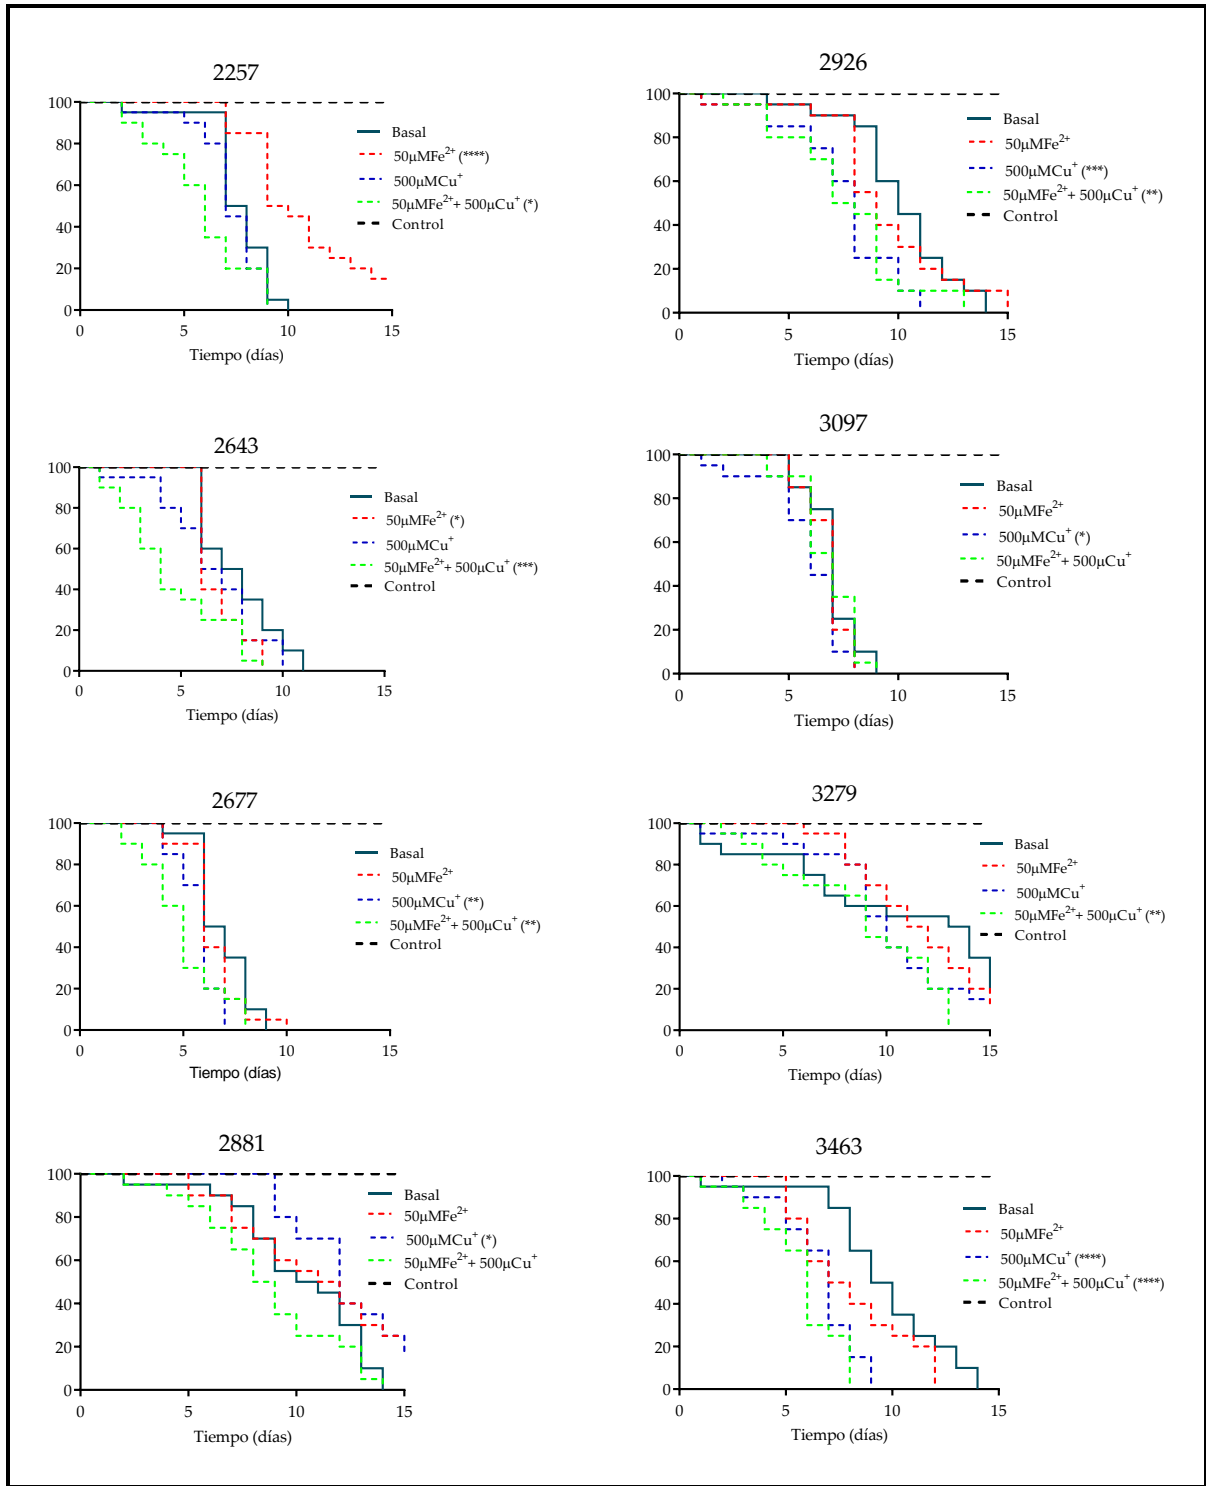 2257
100
80
60
40
20
0
0 5 10 15
Tiempo (días)
Basal
50μMFe²⁺ (****)
500μMCu⁺
50μMFe²⁺+ 500μCu⁺ (*)
Control
2926
100
80
60
40
20
0
0 5 10 15
Tiempo (días)
Basal
50μMFe²⁺
500μMCu⁺ (***)
50μMFe²⁺+ 500μCu⁺ (**)
Control
2643
100
80
60
40
20
0
0 5 10 15
Tiempo (días)
Basal
50μMFe²⁺ (*)
500μMCu⁺
50μMFe²⁺+ 500μCu⁺ (***)
Control
3097
100
80
60
40
20
0
0 5 10 15
Tiempo (días)
Basal
50μMFe²⁺
500μMCu⁺ (*)
50μMFe²⁺+ 500μCu⁺
Control
2677
100
80
60
40
20
0
0 5 10 15
Tiempo (días)
Basal
50μMFe²⁺
500μMCu⁺ (**)
50μMFe²⁺+ 500μCu⁺ (**)
Control
3279
100
80
60
40
20
0
0 5 10 15
Tiempo (días)
Basal
50μMFe²⁺
500μMCu⁺
50μMFe²⁺+ 500μCu⁺ (**)
Control
2881
100
80
60
40
20
0
0 5 10 15
Tiempo (días)
Basal
50μMFe²⁺
500μMCu⁺ (*)
50μMFe²⁺ + 500μCu⁺
Control
3463
100
80
60
40
20
0
0 5 10 15
Tiempo (días)
Basal
50μMFe²⁺
500μMCu⁺ (****)
50μMFe²⁺+ 500μCu⁺ (****)
Control